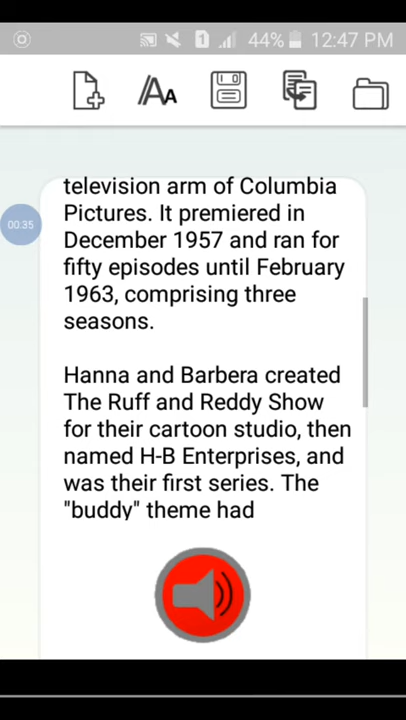 1
44%
12:47 PM
AA
00:35
television arm of Columbia
Pictures. It premiered in
December 1957 and ran for
fifty episodes until February
1963, comprising three
seasons.
Hanna and Barbera created
The Ruff and Reddy Show
for their cartoon studio, then
named H-B Enterprises, and
was their first series. The
"buddy" theme had